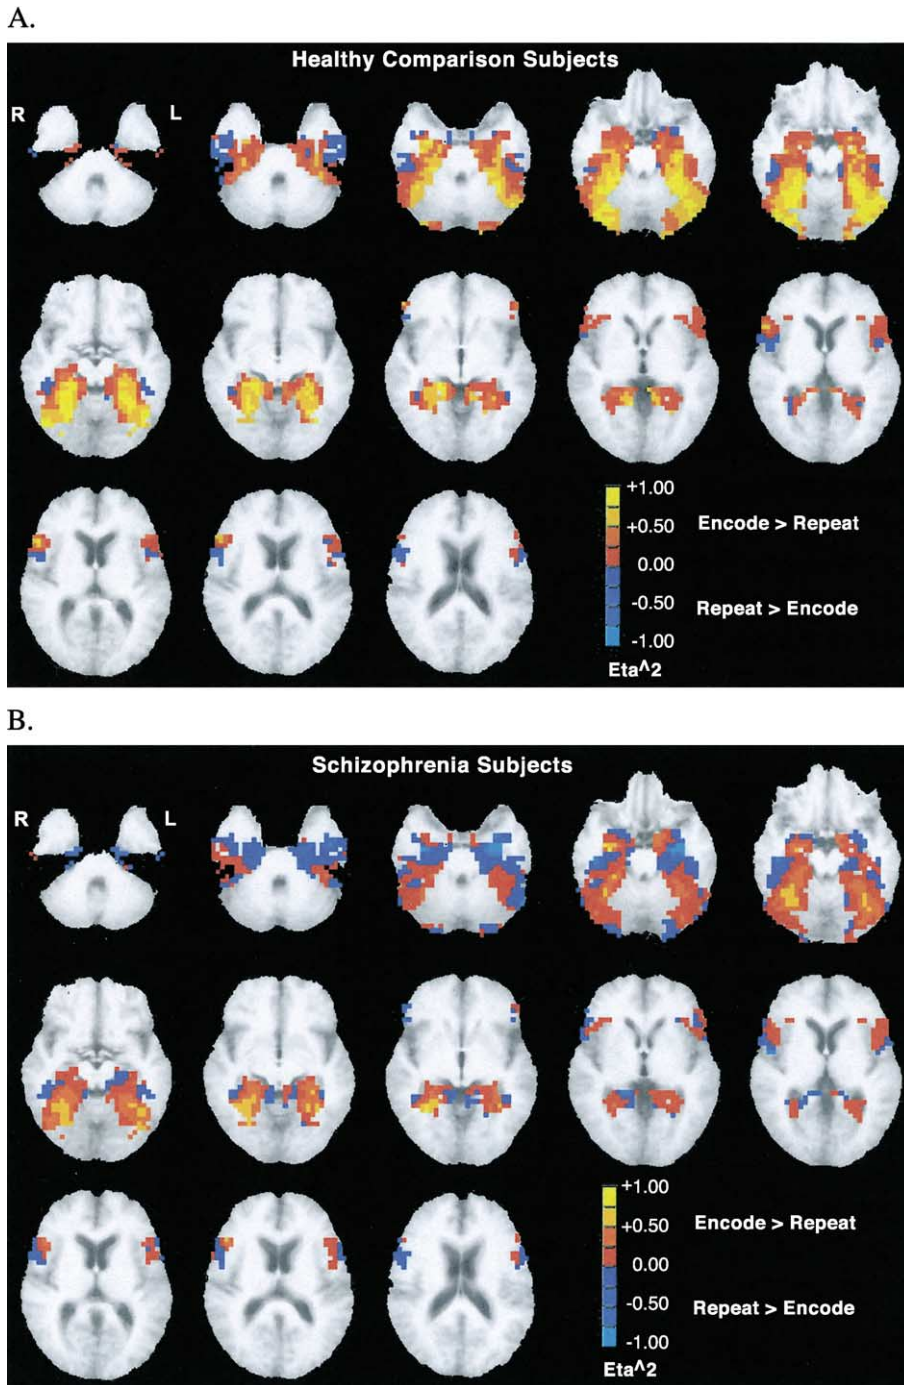 A.
Healthy Comparison Subjects
R L
+1.00
+0.50
0.00
-0.50
-1.00
Encode > Repeat
Repeat > Encode
Eta^2
B.
Schizophrenia Subjects
R L
+1.00
+0.50
0.00
-0.50
-1.00
Encode > Repeat
Repeat > Encode
Eta^2